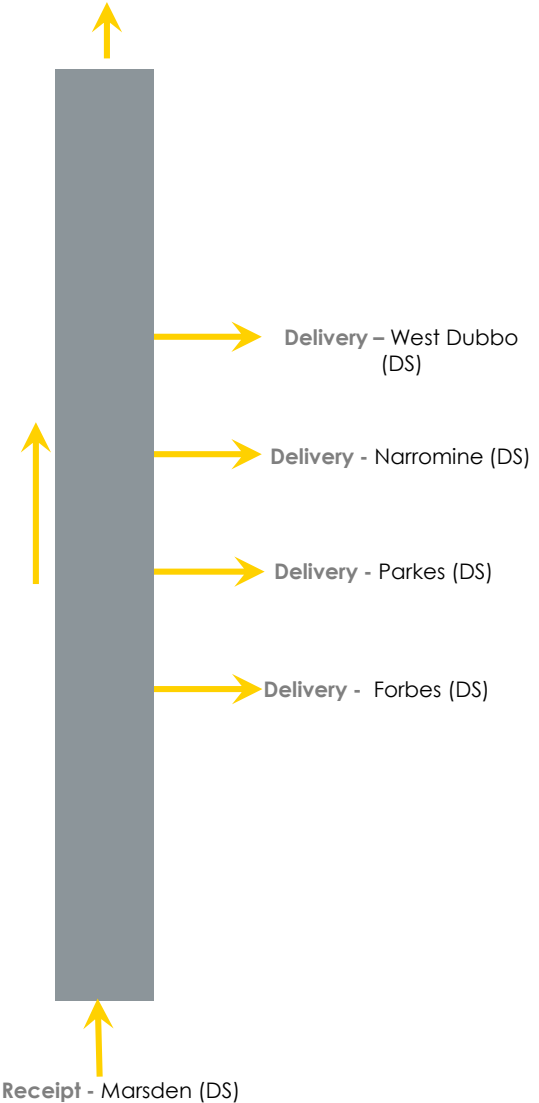 Delivery – West Dubbo
(DS)
Delivery - Narromine (DS)
Delivery - Parkes (DS)
Delivery -  Forbes (DS)
Receipt - Marsden (DS)